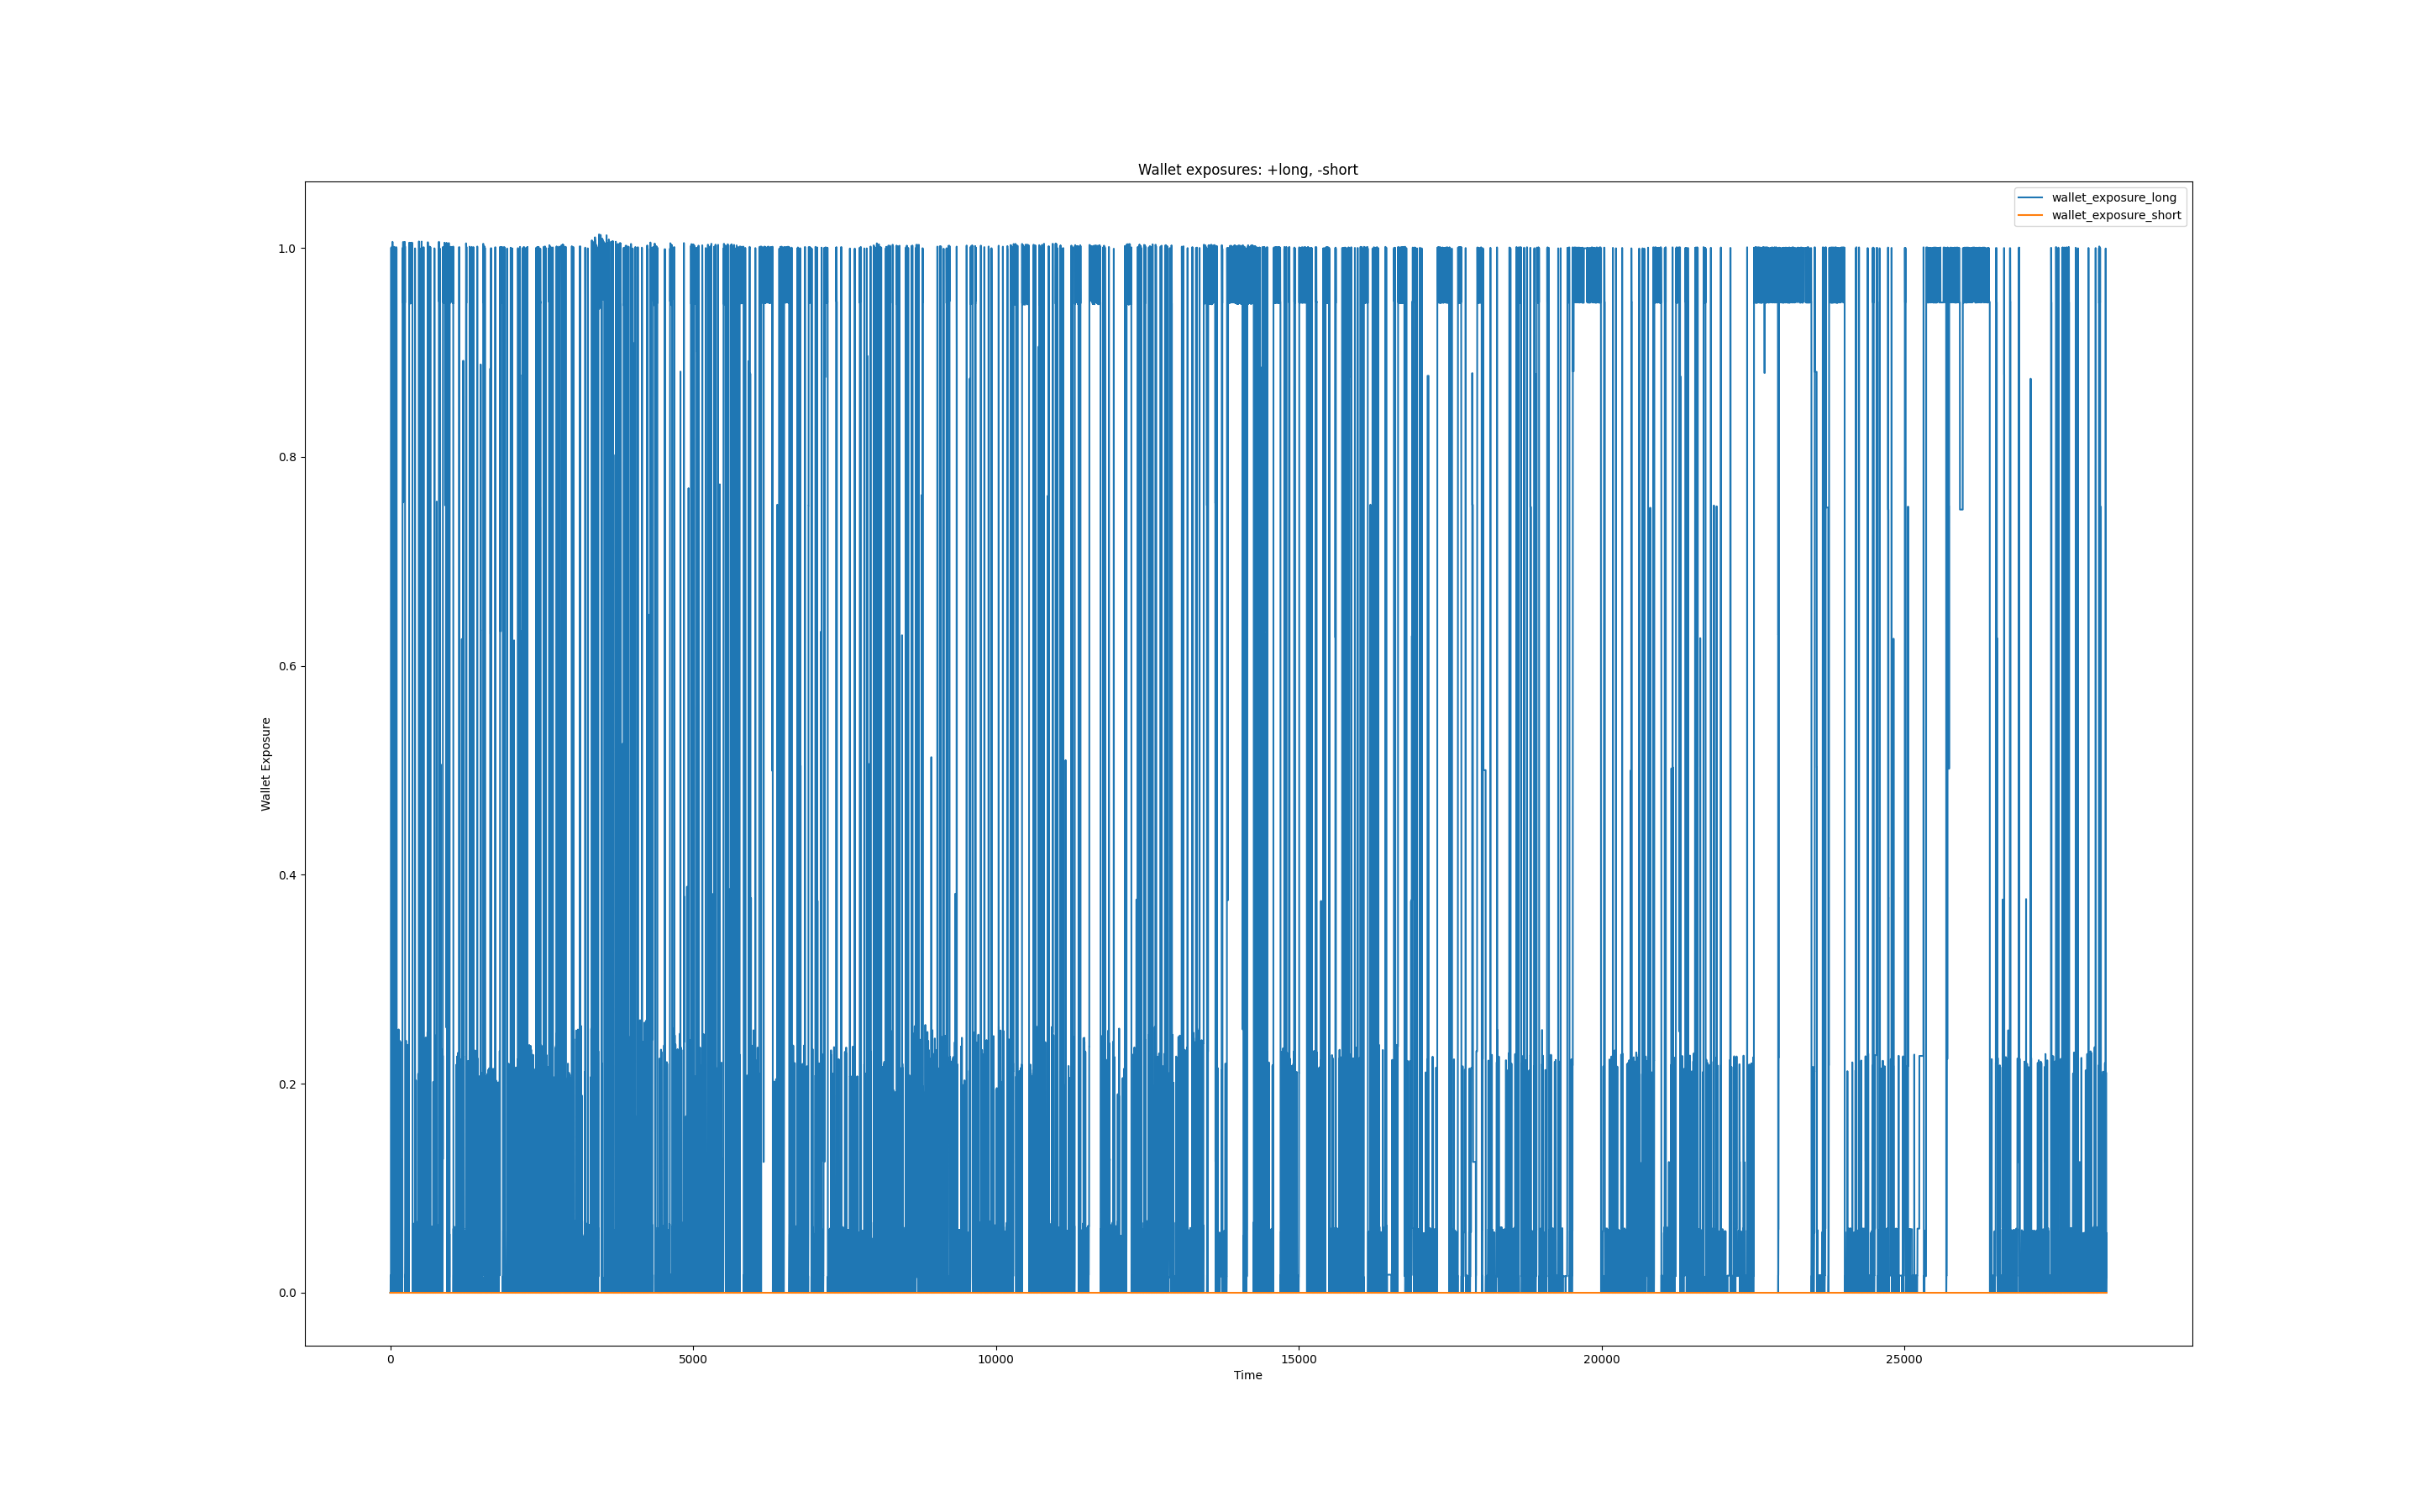 Wallet exposures: +long, -short
wallet_exposure_long
wallet_exposure_short
1.0
0.8
0.6
0.4
0.2
0.0
Wallet Exposure
0 5000 10000 15000 20000 25000
Time